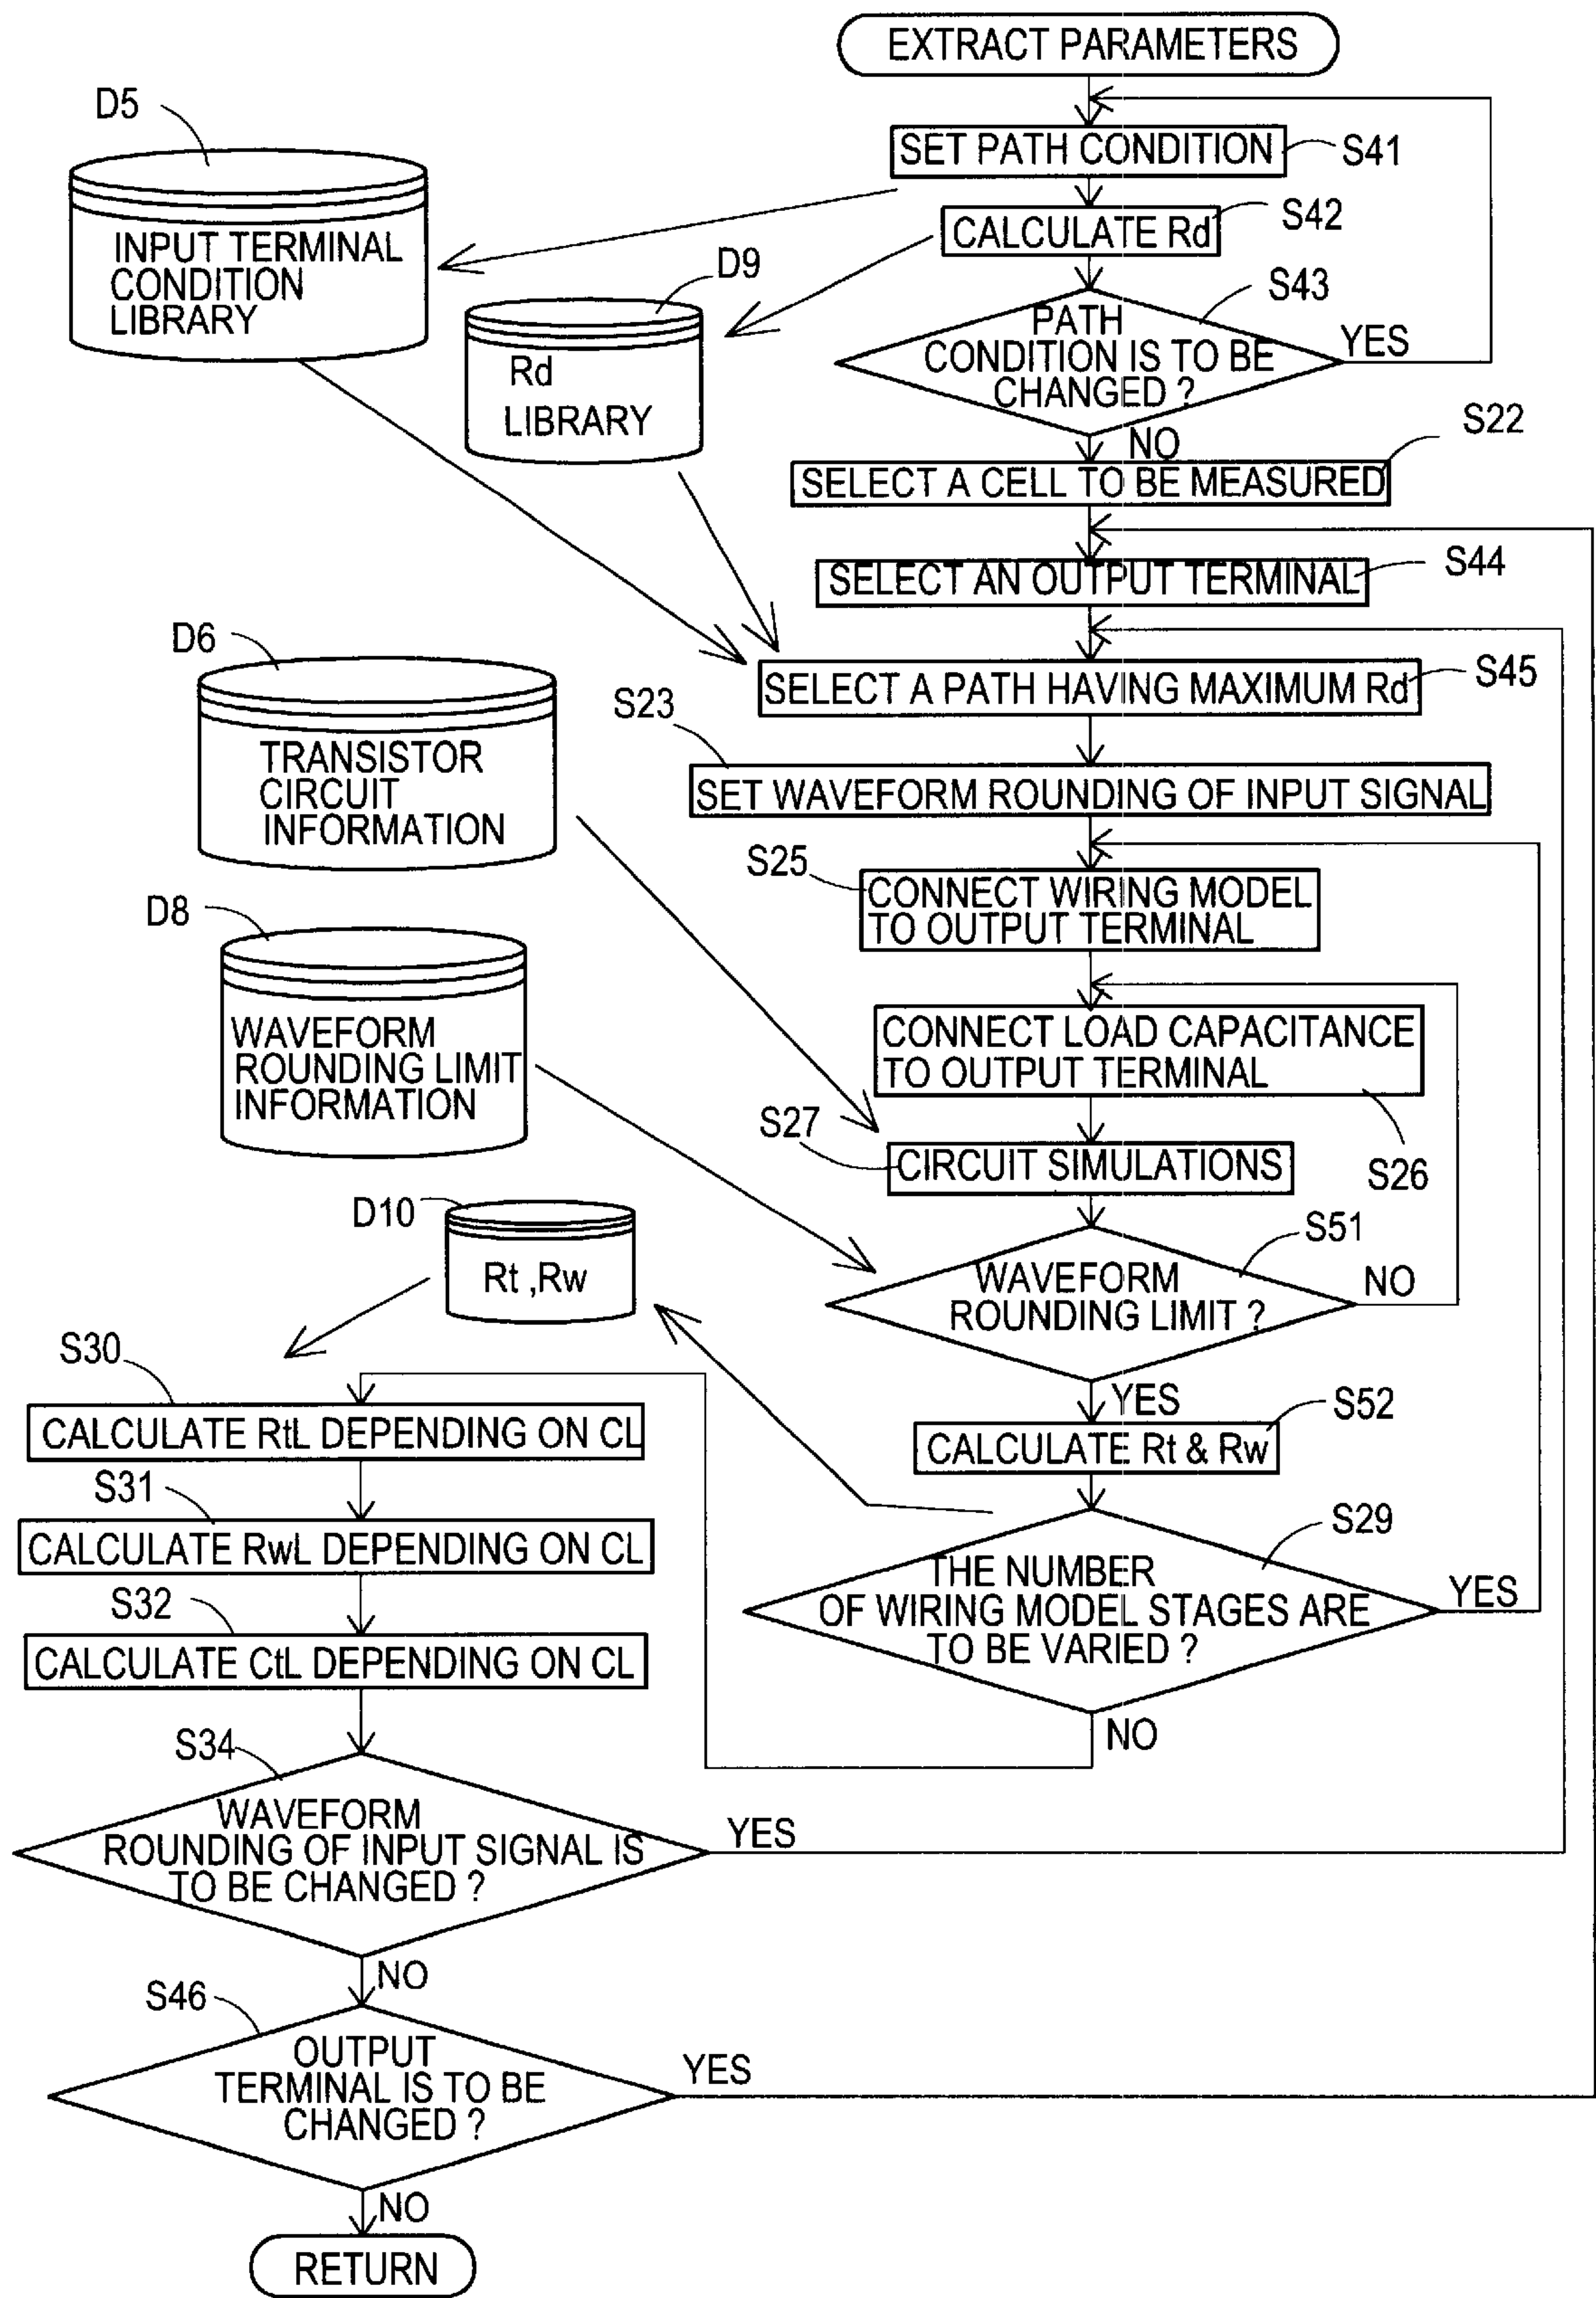 EXTRACT PARAMETERS
D5
SET PATH CONDITION
S41
INPUT TERMINAL
CONDITION
LIBRARY
CALCULATE Rd
S42
D9
Rd
LIBRARY
S43
PATH
CONDITION IS TO BE
CHANGED ?
YES
NO
S22
SELECT A CELL TO BE MEASURED
SELECT AN OUTPUT TERMINAL
S44
D6
SELECT A PATH HAVING MAXIMUM Rd
S45
TRANSISTOR
CIRCUIT
INFORMATION
S23
SET WAVEFORM ROUNDING OF INPUT SIGNAL
S25
CONNECT WIRING MODEL
TO OUTPUT TERMINAL
D8
WAVEFORM
ROUNDING LIMIT
INFORMATION
CONNECT LOAD CAPACITANCE
TO OUTPUT TERMINAL
S26
S27
CIRCUIT SIMULATIONS
D10
Rt ,Rw
S51
WAVEFORM
ROUNDING LIMIT ?
NO
YES
S52
CALCULATE Rt & Rw
S29
THE NUMBER
OF WIRING MODEL STAGES ARE
TO BE VARIED ?
YES
NO
S30
CALCULATE RtL DEPENDING ON CL
S31
CALCULATE RwL DEPENDING ON CL
S32
CALCULATE CtL DEPENDING ON CL
S34
WAVEFORM
ROUNDING OF INPUT SIGNAL IS
TO BE CHANGED ?
YES
NO
S46
OUTPUT
TERMINAL IS TO BE
CHANGED ?
YES
NO
RETURN